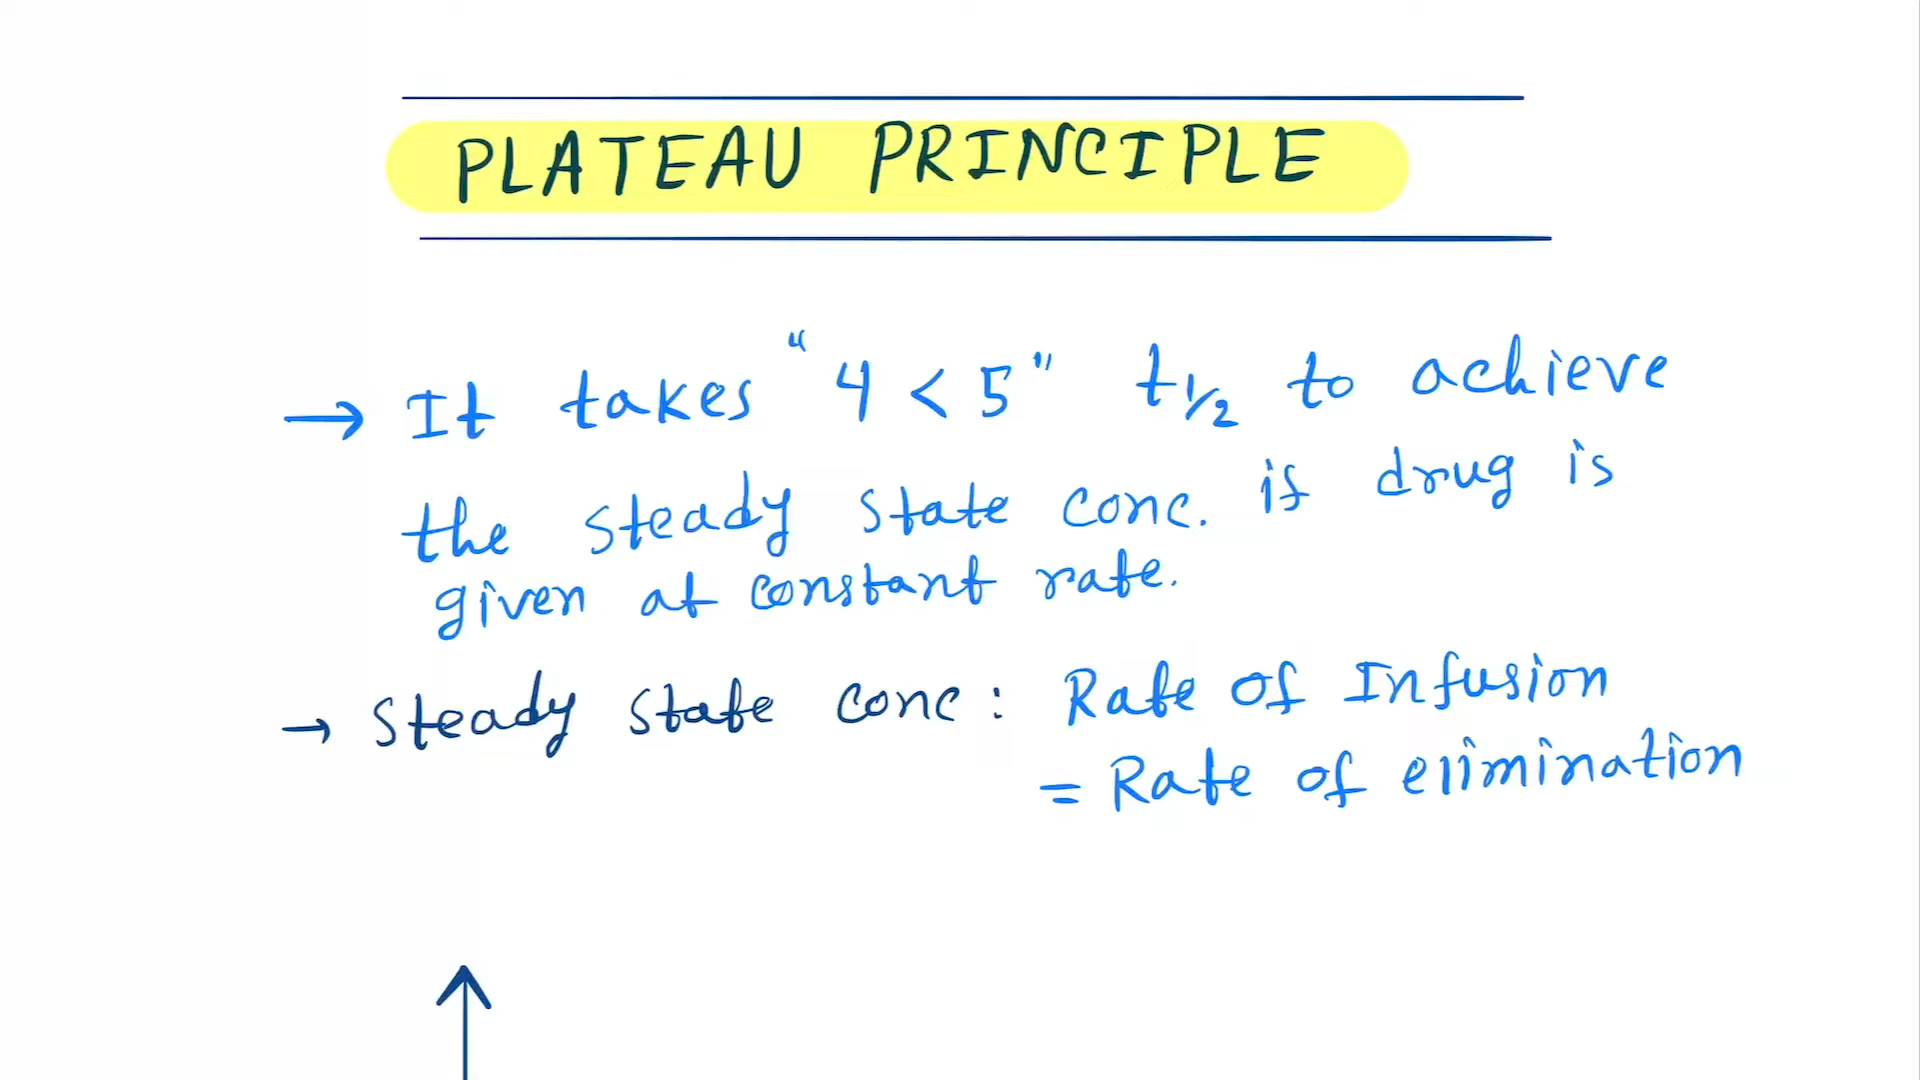 PLATEAU PRINCIPLE
→ It takes "4 < 5" t1/2 to achieve
the steady state conc. if drug is
given at constant rate.
→ Steady state conc : Rate of Infusion
= Rate of elimination